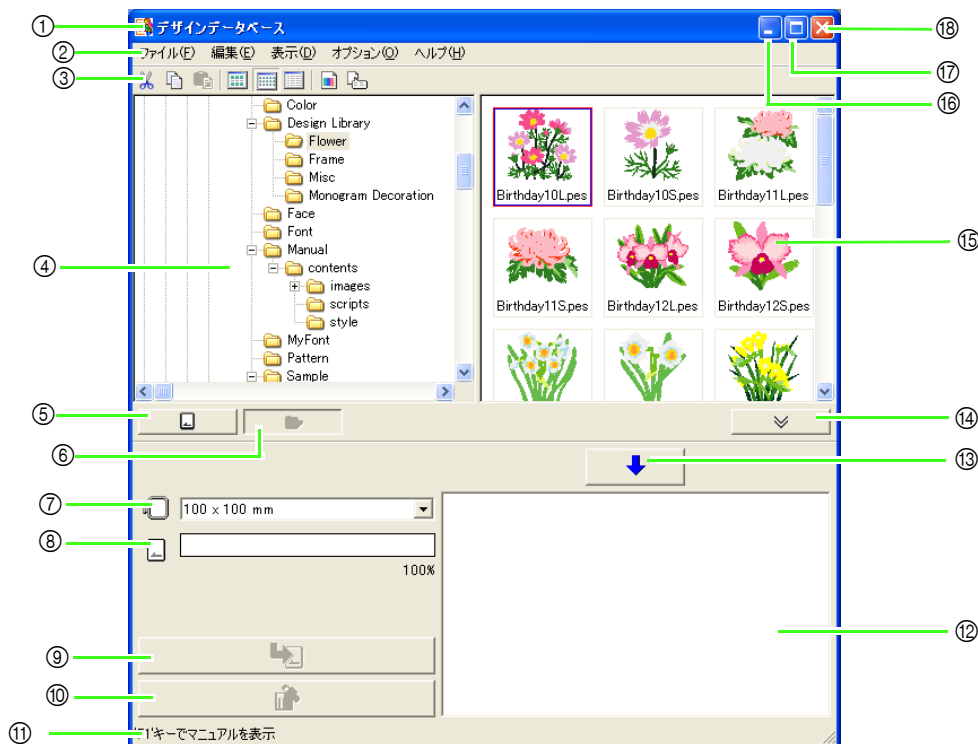 ① デザインデータベース ⑱
② ファイル(F) 編集(E) 表示(D) オプション(O) ヘルプ(H) ⑰
③ ⑯
Color
Design Library
Flower
Frame
Misc
Monogram Decoration
Face
Font
Manual
④ contents
images
scripts
style
MyFont
Pattern
Sample
Birthday10L.pes Birthday10S.pes Birthday11L.pes
⑮
Birthday11S.pes Birthday12L.pes Birthday12S.pes
⑤ ⑭
⑥ ⑬
⑦ 100 x 100 mm
⑧
100%
⑫
⑨
⑩
⑪ 'F1'キーでマニュアルを表示